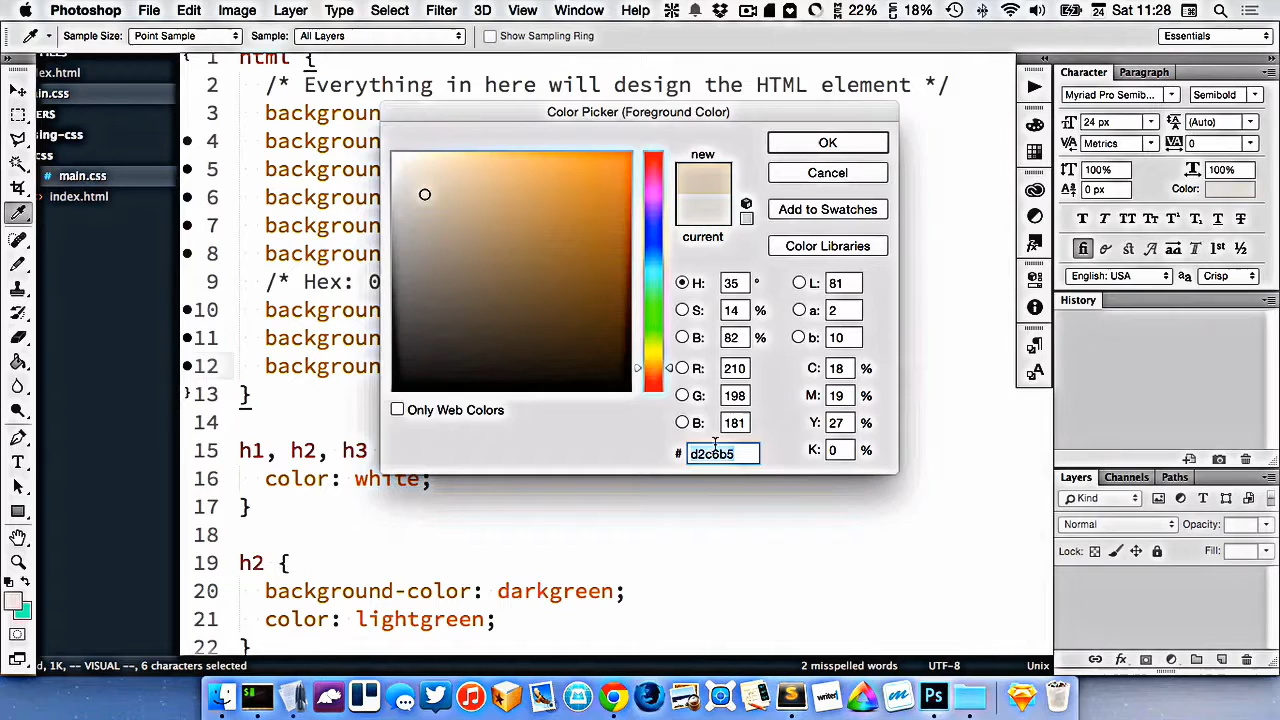 Photoshop File Edit Image Layer Type Select Filter 3D View Window Help 22% 18% 24 Sat 11:28
Sample Size: Point Sample Sample: All Layers Show Sampling Ring Essentials
html {
/* Everything in here will design the HTML element */
1
2
3 backgroun
4 backgroun
5 backgroun
6 backgroun
7 backgroun
8 backgroun
9 /* Hex: 0
10 backgroun
11 backgroun
12 backgroun
13 }
14
15 h1, h2, h3
16 color: white;
17 }
18
19 h2 {
20 background-color: darkgreen;
21 color: lightgreen;
22 }
ex.html
in.css
ERS
sing-css
css
# main.css
index.html
Color Picker (Foreground Color)
new
current
OK
Cancel
Add to Swatches
Color Libraries
H: 35 °
S: 14 %
B: 82 %
R: 210
G: 198
B: 181
# d2c6b5
L: 81
a: 2
b: 10
C: 18 %
M: 19 %
Y: 27 %
K: 0 %
Only Web Colors
Character Paragraph
Myriad Pro Semib... Semibold
24 px (Auto)
Metrics 0
100% 100%
0 px Color:
English: USA Crisp
History
Layers Channels Paths
Kind
Normal Opacity:
Lock: Fill:
d, 1K, -- VISUAL --, 6 characters selected 2 misspelled words UTF-8 Unix